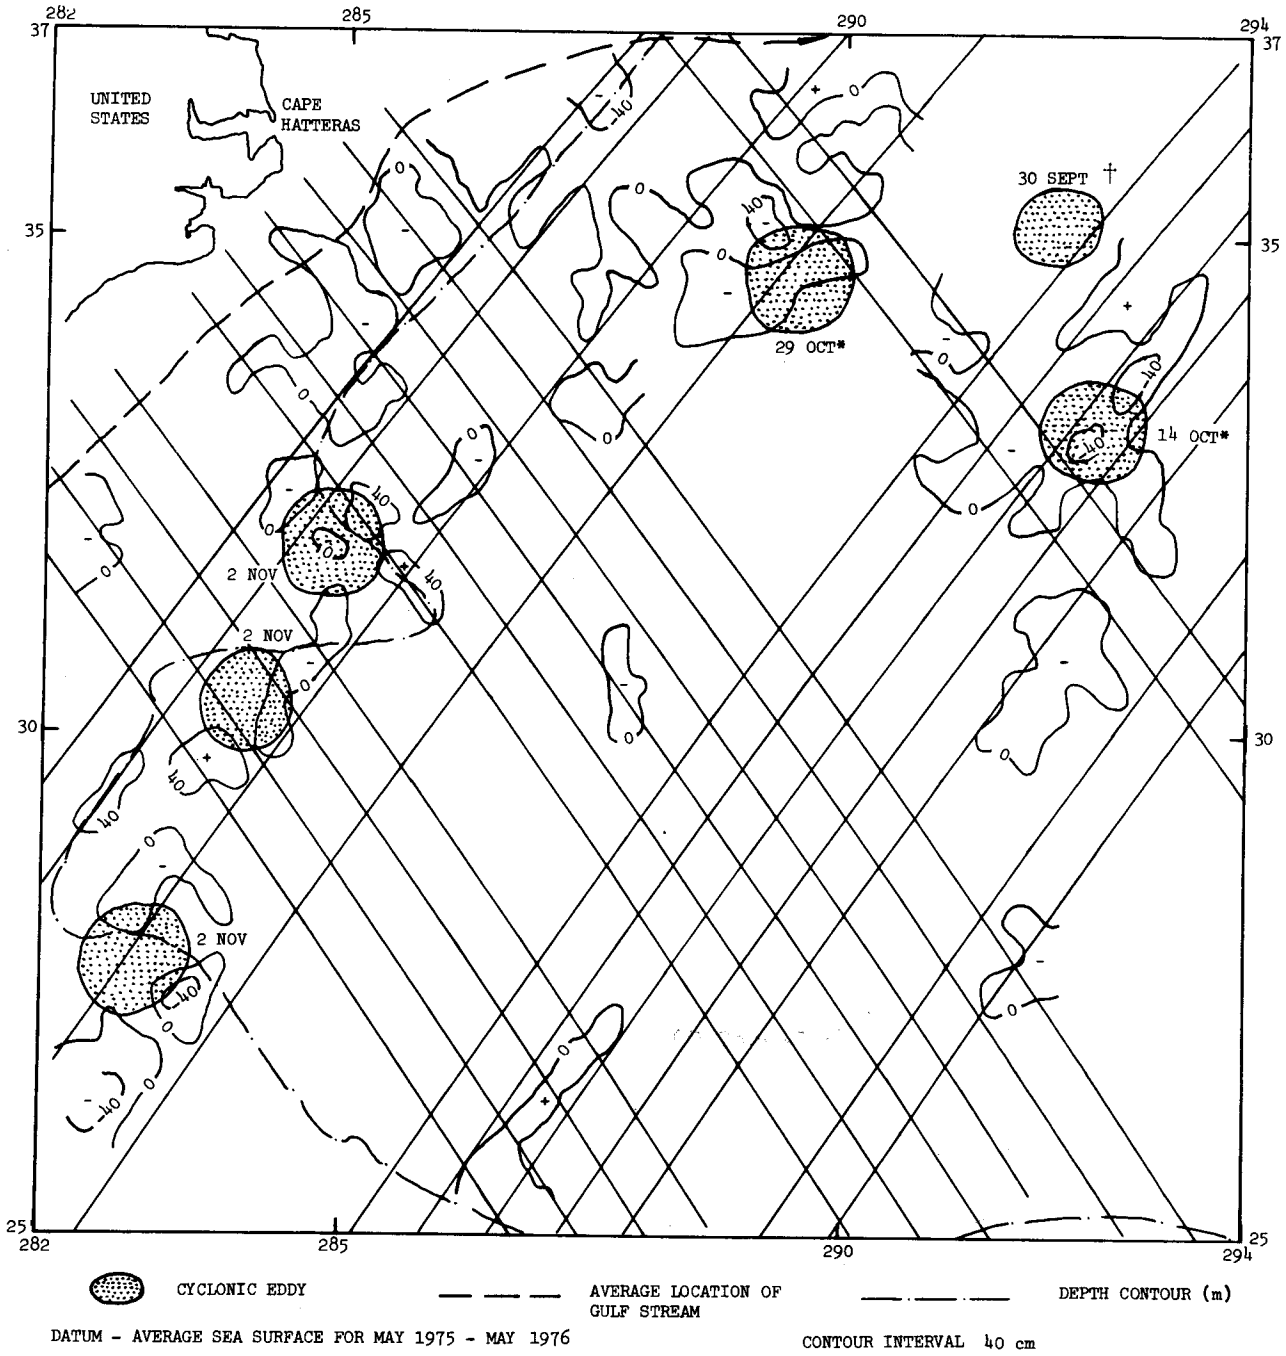 282 285 290 294
37 37
UNITED
STATES
CAPE
HATTERAS
-40
0
+
0
30 SEPT †
0
0
40
35 35
0
29 OCT*
+
0
0
-40
14 OCT*
-40
0
0
0
40
0
0
2 NOV
+
40
0
2 NOV
0
30 30
0
0
+
40
40
0
2 NOV
-40
0
0
0
+
0
-40
25 25
282 285 290 294
CYCLONIC EDDY
AVERAGE LOCATION OF
GULF STREAM
DEPTH CONTOUR (m)
DATUM - AVERAGE SEA SURFACE FOR MAY 1975 - MAY 1976
CONTOUR INTERVAL 40 cm